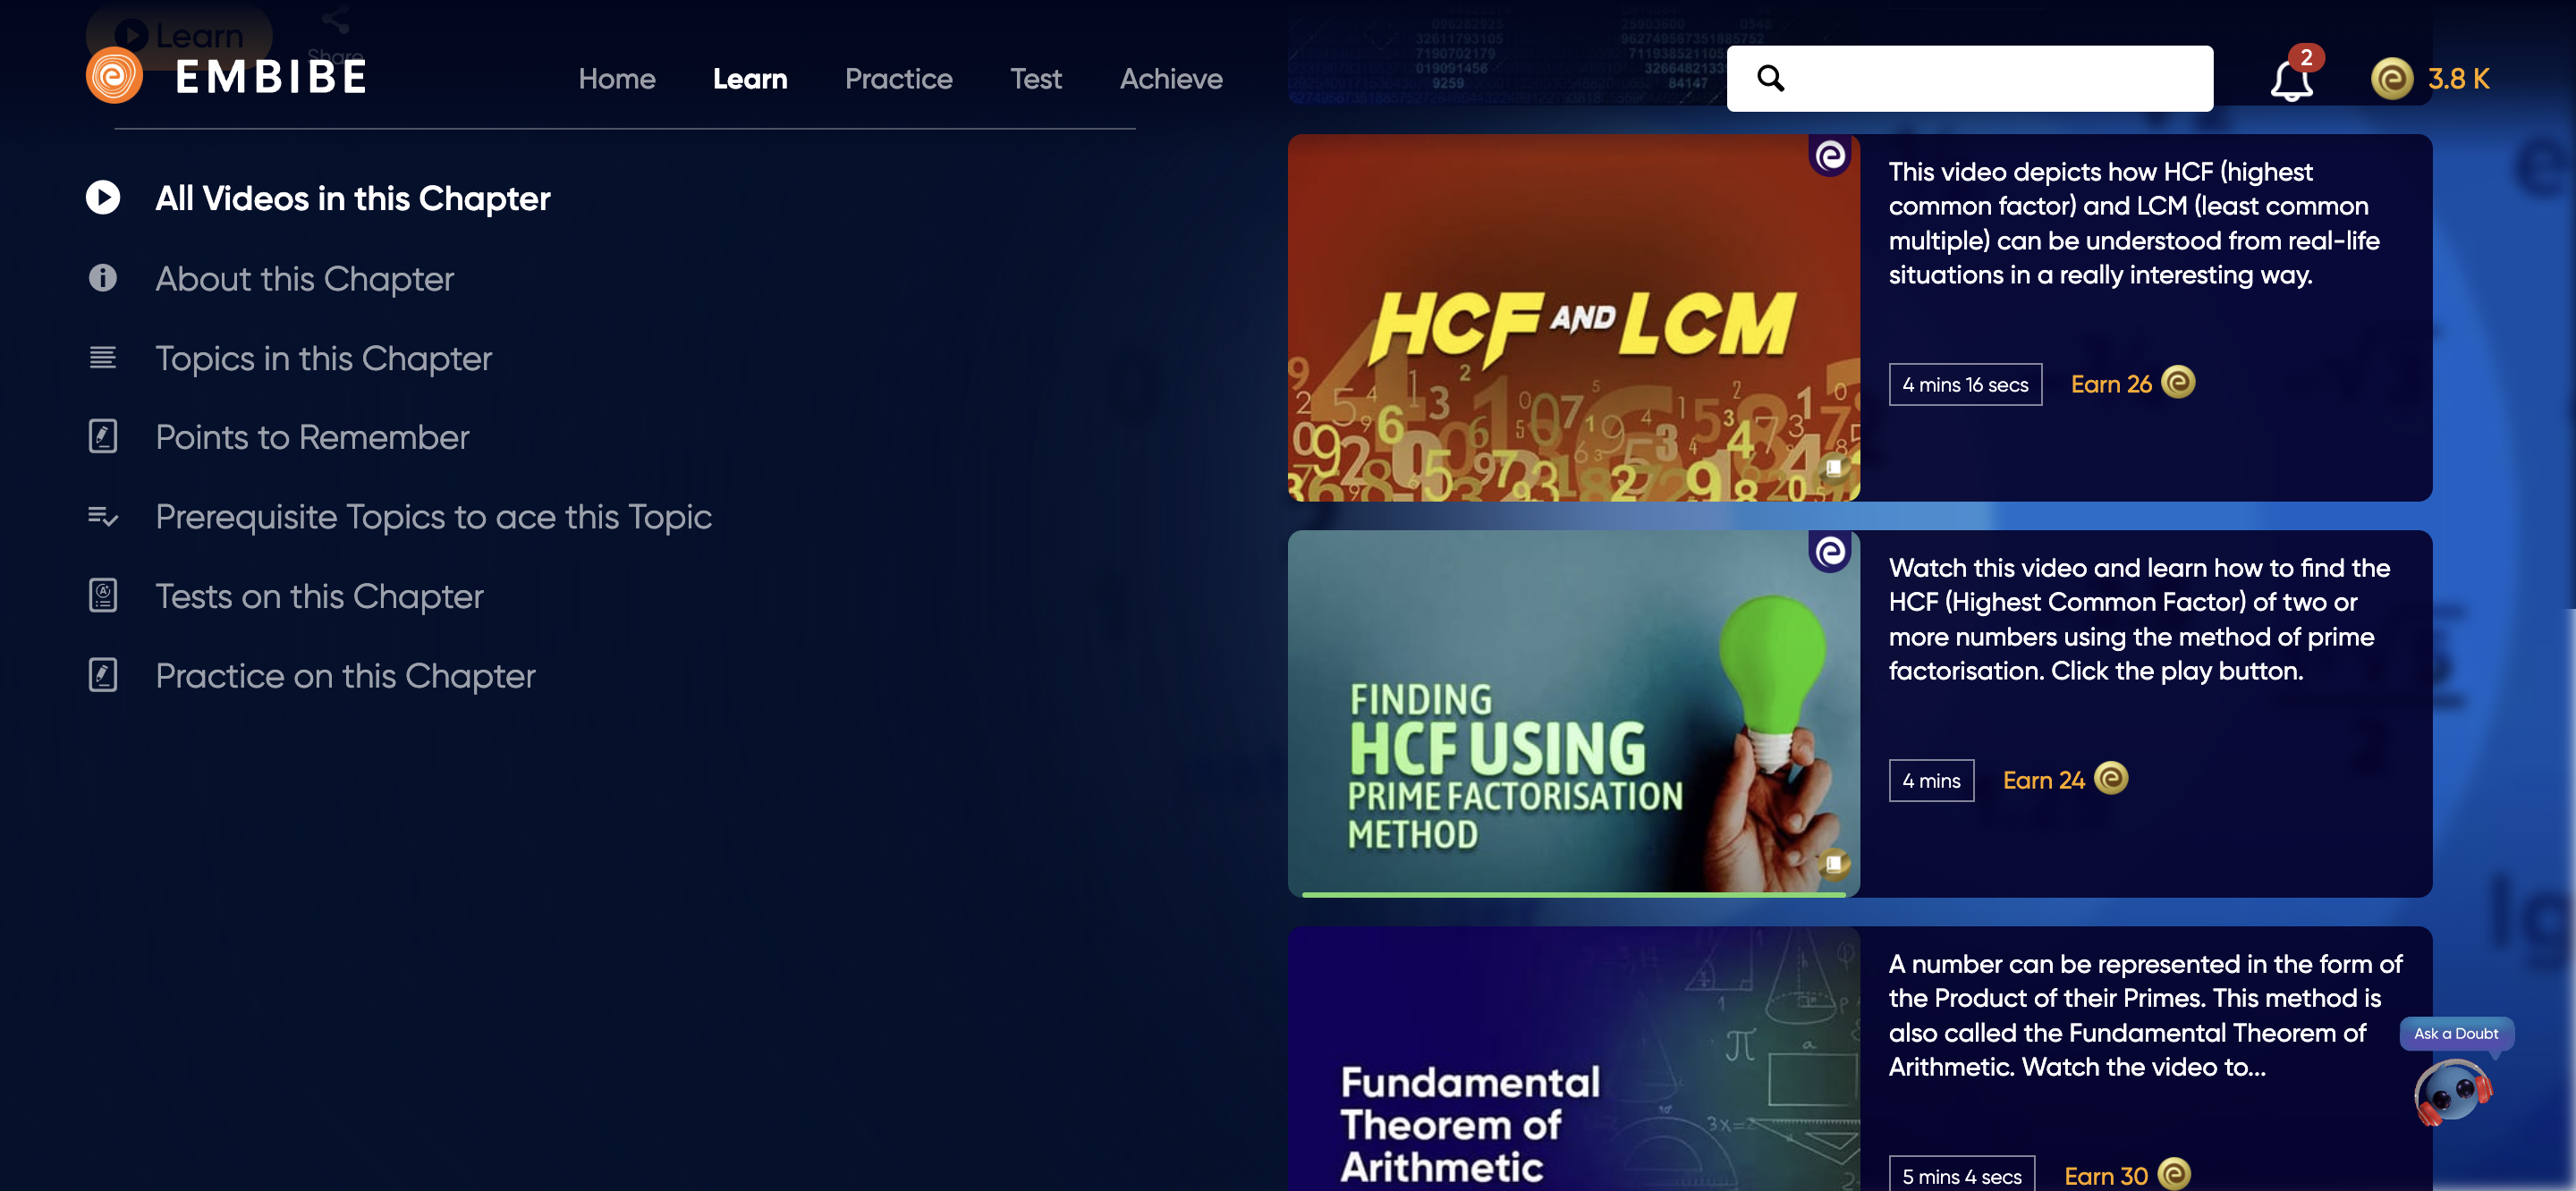 Learn
Share
EMBIBE
Home
Learn
Practice
Test
Achieve
2
3.8 K
All Videos in this Chapter
About this Chapter
Topics in this Chapter
Points to Remember
Prerequisite Topics to ace this Topic
Tests on this Chapter
Practice on this Chapter
HCF AND LCM
This video depicts how HCF (highest
common factor) and LCM (least common
multiple) can be understood from real-life
situations in a really interesting way.
4 mins 16 secs
Earn 26
FINDING
HCF USING
PRIME FACTORISATION
METHOD
Watch this video and learn how to find the
HCF (Highest Common Factor) of two or
more numbers using the method of prime
factorisation. Click the play button.
4 mins
Earn 24
Fundamental
Theorem of
Arithmetic
A number can be represented in the form of
the Product of their Primes. This method is
also called the Fundamental Theorem of
Arithmetic. Watch the video to...
5 mins 4 secs
Earn 30
Ask a Doubt